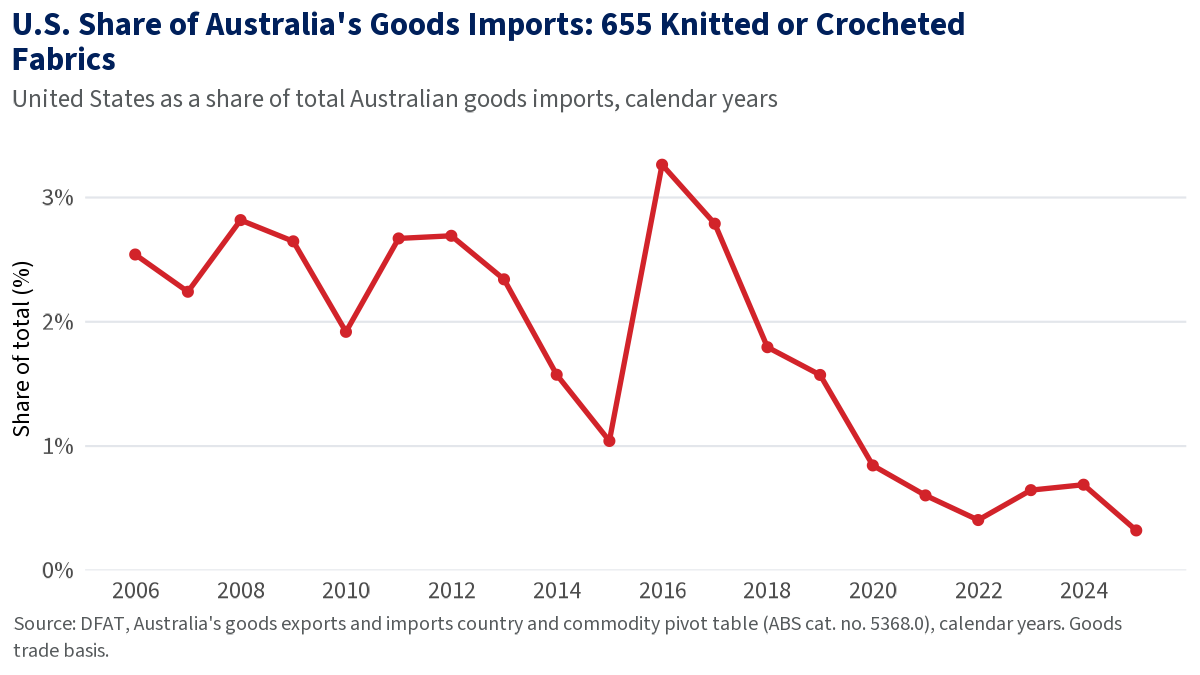 U.S. Share of Australia's Goods Imports: 655 Knitted or Crocheted
Fabrics
United States as a share of total Australian goods imports, calendar years
Share of total (%)
3%
2%
1%
0%
2006 2008 2010 2012 2014 2016 2018 2020 2022 2024
Source: DFAT, Australia's goods exports and imports country and commodity pivot table (ABS cat. no. 5368.0), calendar years. Goods
trade basis.